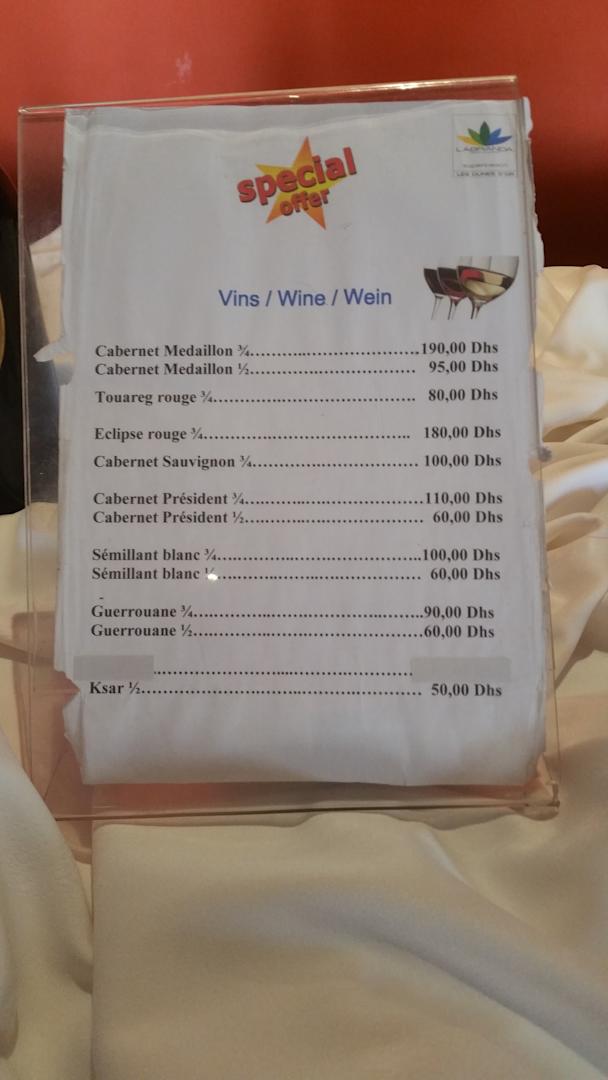 special
offer
LABRANDA
LES DUNES D'OR
Vins / Wine / Wein
Cabernet Medaillon ¾.......................................190,00 Dhs
Cabernet Medaillon ½...................................... 95,00 Dhs
Touareg rouge ¾............................................. 80,00 Dhs
Eclipse rouge ¾.............................................. 180,00 Dhs
Cabernet Sauvignon ¾..................................... 100,00 Dhs
Cabernet Président ¾.......................................110,00 Dhs
Cabernet Président ½....................................... 60,00 Dhs
Sémillant blanc ¾.............................................100,00 Dhs
Sémillant blanc ............................................. 60,00 Dhs
-
Guerrouane ¾..................................................90,00 Dhs
Guerrouane ½..................................................60,00 Dhs
Ksar ½............................................................. 50,00 Dhs